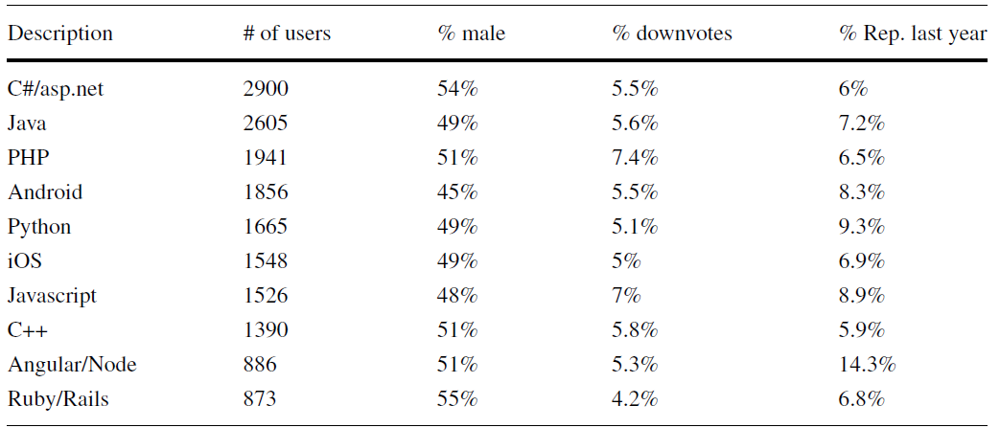 Description # of users % male % downvotes % Rep. last year
C#/asp.net 2900 54% 5.5% 6%
Java 2605 49% 5.6% 7.2%
PHP 1941 51% 7.4% 6.5%
Android 1856 45% 5.5% 8.3%
Python 1665 49% 5.1% 9.3%
iOS 1548 49% 5% 6.9%
Javascript 1526 48% 7% 8.9%
C++ 1390 51% 5.8% 5.9%
Angular/Node 886 51% 5.3% 14.3%
Ruby/Rails 873 55% 4.2% 6.8%